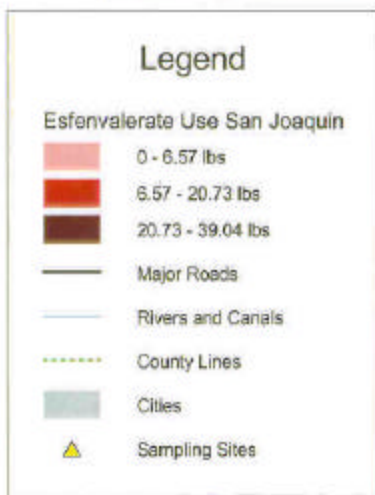 Legend
Esfenvalerate Use San Joaquin
0 - 6.57 lbs
6.57 - 20.73 lbs
20.73 - 39.04 lbs
Major Roads
Rivers and Canals
County Lines
Cities
Sampling Sites